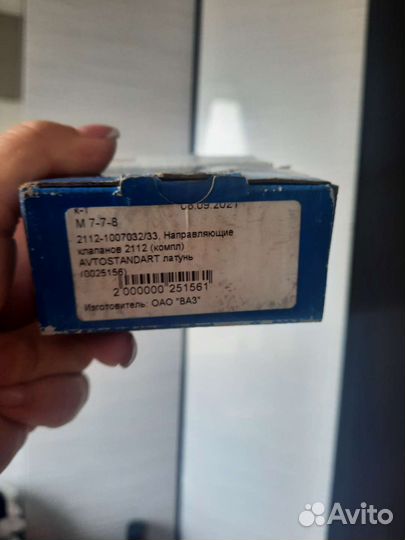 к-т 08.09.2021
М 7-7-8
2112-1007032/33, Направляющие
клапанов 2112 (компл)
AVTOSTANDART латунь
(0025156)
2 000000 251561
Изготовитель: ОАО "ВАЗ"
Avito